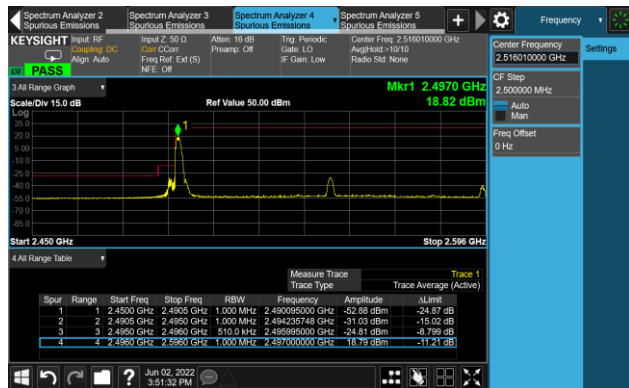 Spectrum Analyzer 2
Spurious Emissions
Spectrum Analyzer 3
Spurious Emissions
Spectrum Analyzer 4
Spurious Emissions
Spectrum Analyzer 5
Spurious Emissions
+
Frequency
KEYSIGHT
Input: RF
Coupling: DC
Align: Auto
Input Z: 50 Ω
Corr CCorr
Freq Ref: Ext (S)
NFE: Off
Atten: 16 dB
Preamp: Off
Trig: Periodic
Gate: LO
IF Gain: Low
Center Freq: 2.516010000 GHz
Avg|Hold:>10/10
Radio Std: None
LV PASS
Center Frequency
2.516010000 GHz
Settings
CF Step
2.500000 MHz
Auto
Man
Freq Offset
0 Hz
3 All Range Graph
Mkr1 2.4970 GHz
18.82 dBm
Scale/Div 15.0 dB
Ref Value 50.00 dBm
Log
35.0
20.0
5.00
-10.0
-25.0
-40.0
-55.0
-70.0
-85.0
1
Start 2.450 GHz
Stop 2.596 GHz
4 All Range Table
Measure Trace Trace 1
Trace Type Trace Average (Active)
Spur Range Start Freq Stop Freq RBW Frequency Amplitude ΔLimit
1 1 2.4500 GHz 2.4905 GHz 1.000 MHz 2.490095000 GHz -52.88 dBm -24.87 dB
2 2 2.4905 GHz 2.4950 GHz 1.000 MHz 2.494235748 GHz -31.03 dBm -15.02 dB
3 3 2.4950 GHz 2.4960 GHz 510.0 kHz 2.495995000 GHz -24.81 dBm -8.799 dB
4 4 2.4960 GHz 2.5960 GHz 1.000 MHz 2.497000000 GHz 18.79 dBm -11.21 dB
?
Jun 02, 2022
3:51:32 PM